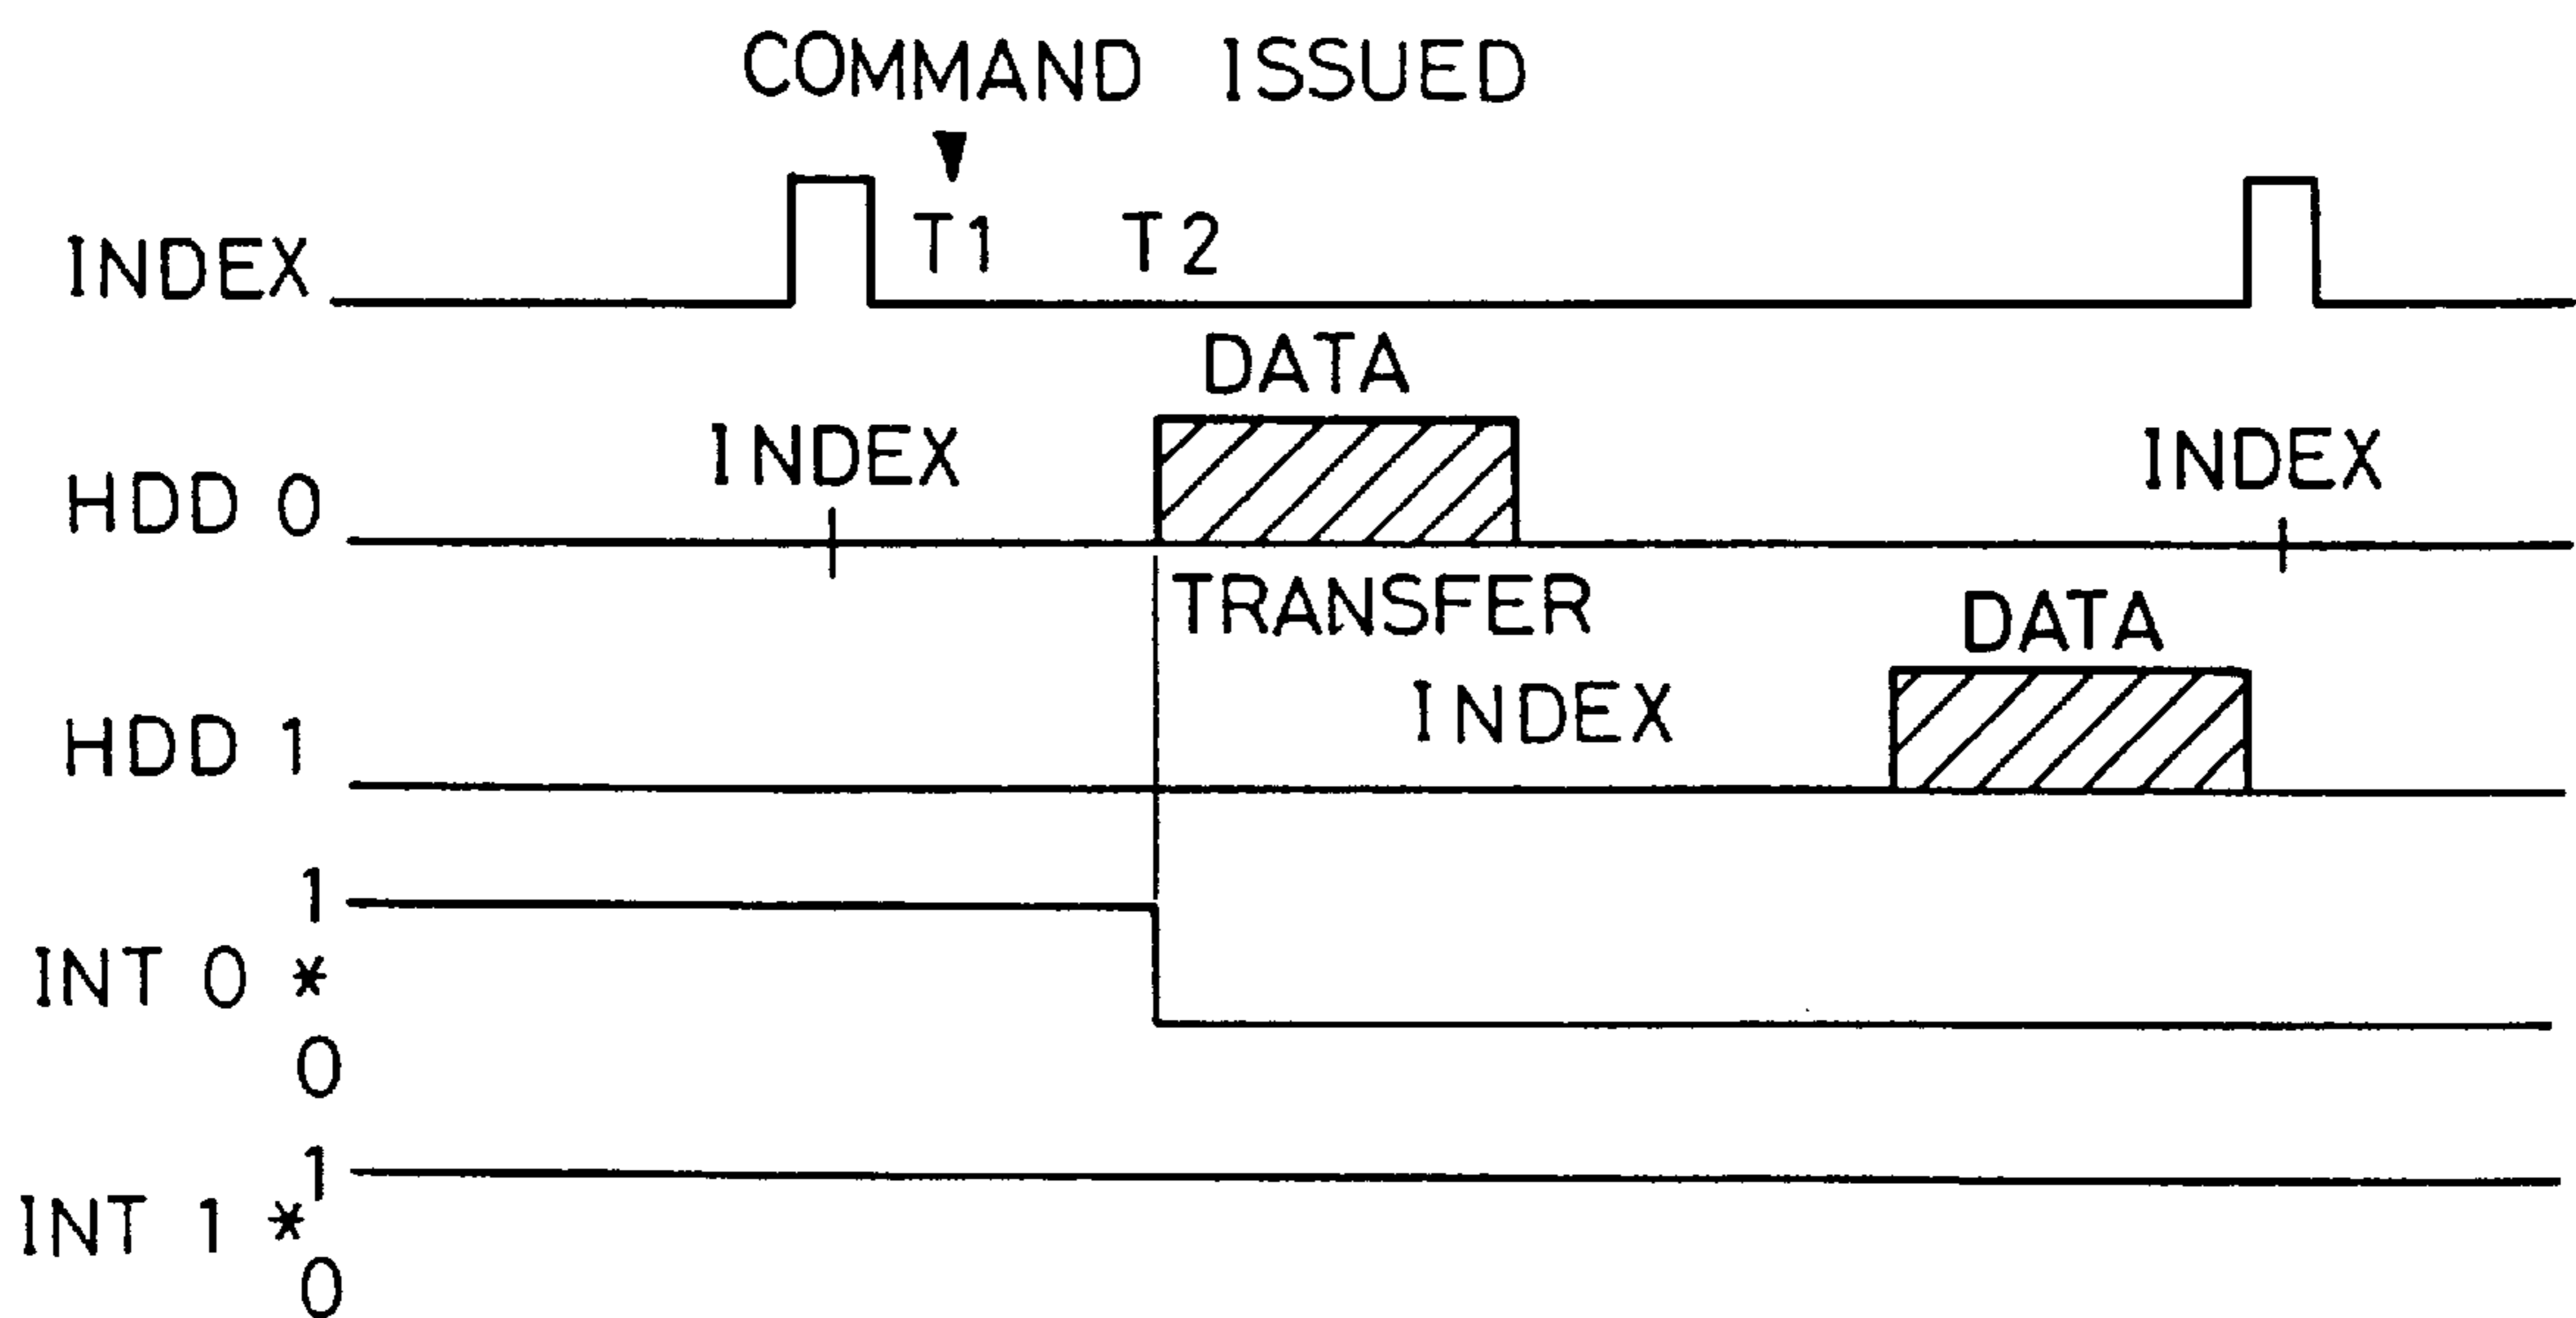 COMMAND ISSUED
T1 T2
INDEX
DATA
INDEX INDEX
HDD 0
TRANSFER
DATA
INDEX
HDD 1
1
INT 0 *
0
1
INT 1 *
0